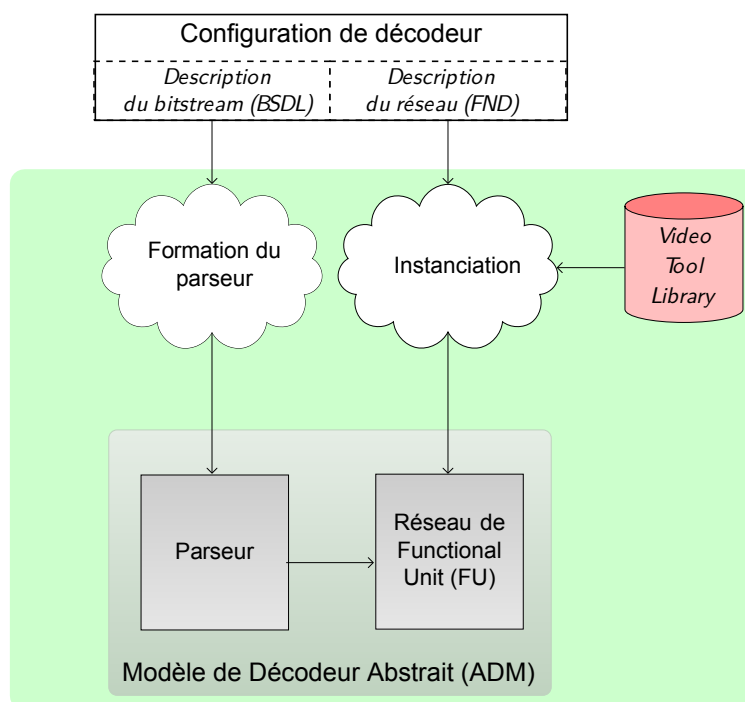 Configuration de décodeur
Description
du bitstream (BSDL)
Description
du réseau (FND)
Formation du
parseur
Instanciation
Video
Tool
Library
Parseur
Réseau de
Functional
Unit (FU)
Modèle de Décodeur Abstrait (ADM)